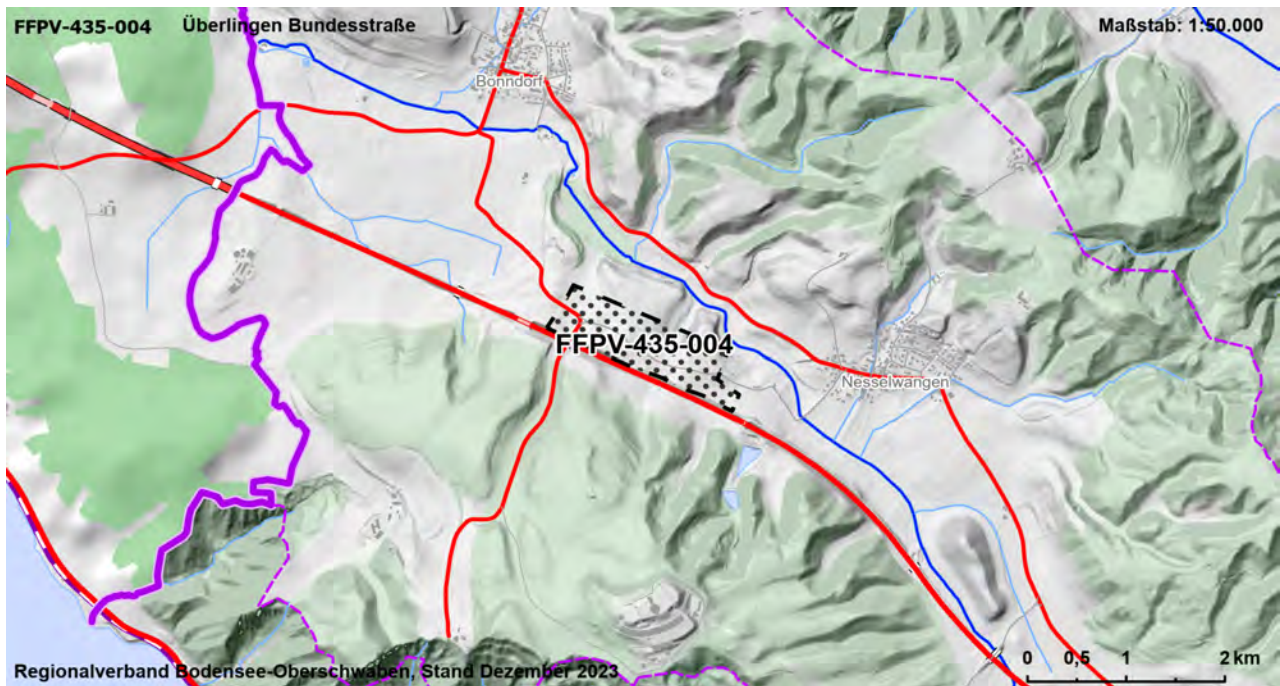 FFPV-435-004 Überlingen Bundesstraße Maßstab: 1:50.000
Bonndorf
FFPV-435-004
Nesselwangen
Regionalverband Bodensee-Oberschwaben, Stand Dezember 2023
0 0,5 1 2 km